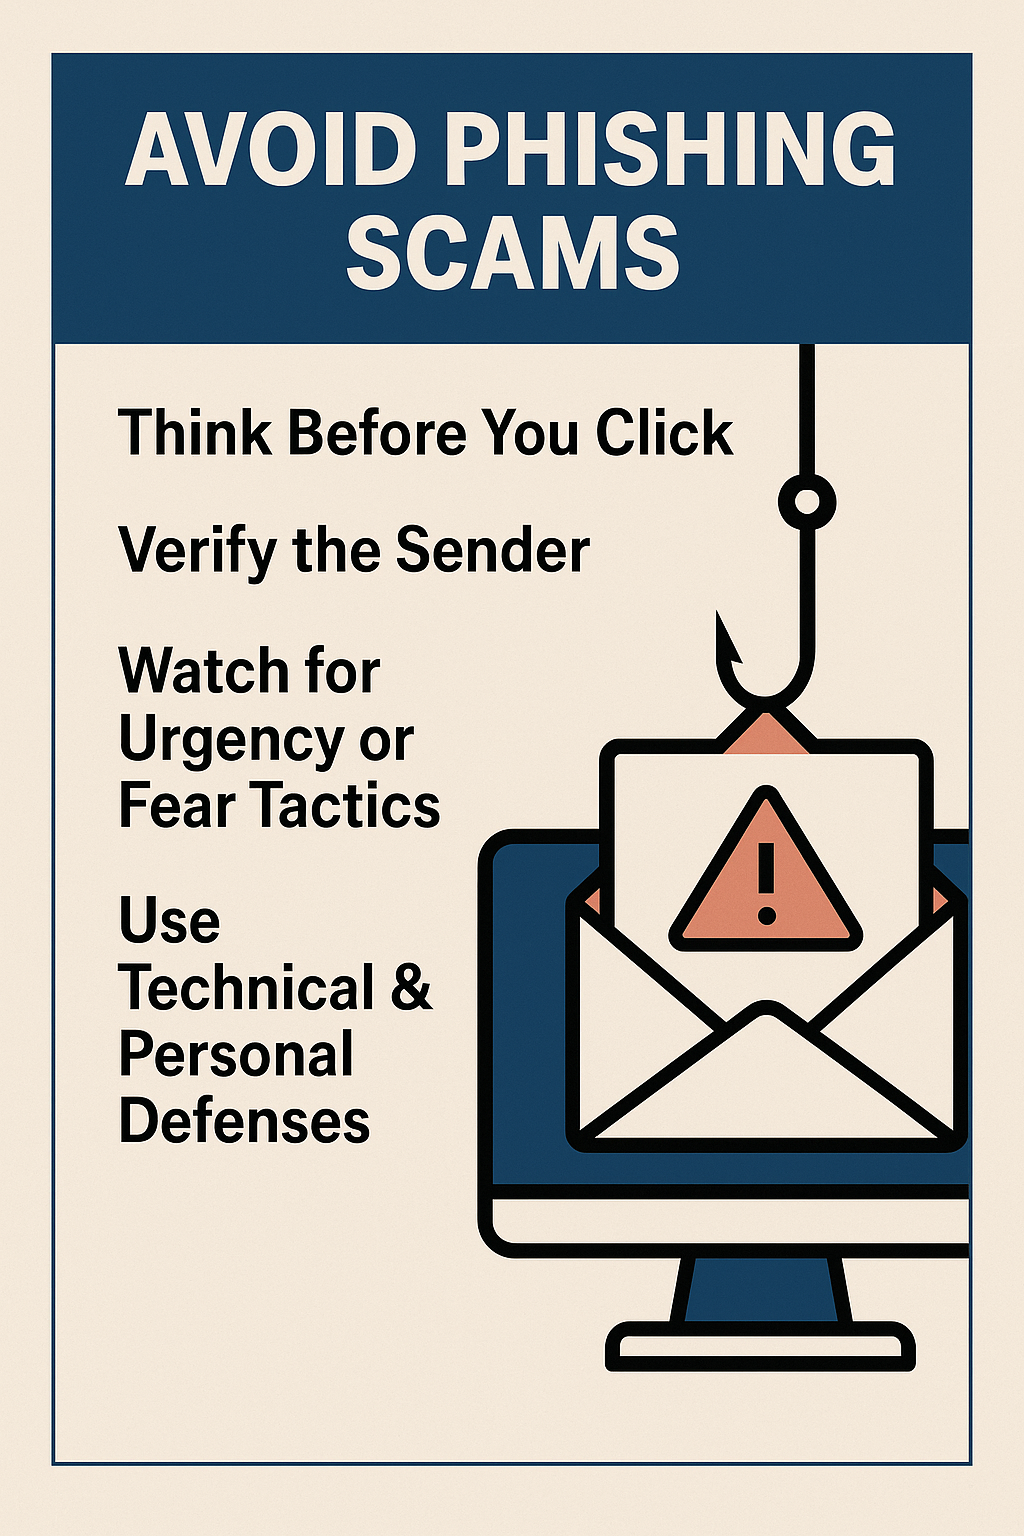 AVOID PHISHING
SCAMS
Think Before You Click
Verify the Sender
Watch for
Urgency or
Fear Tactics
Use
Technical &
Personal
Defenses
!